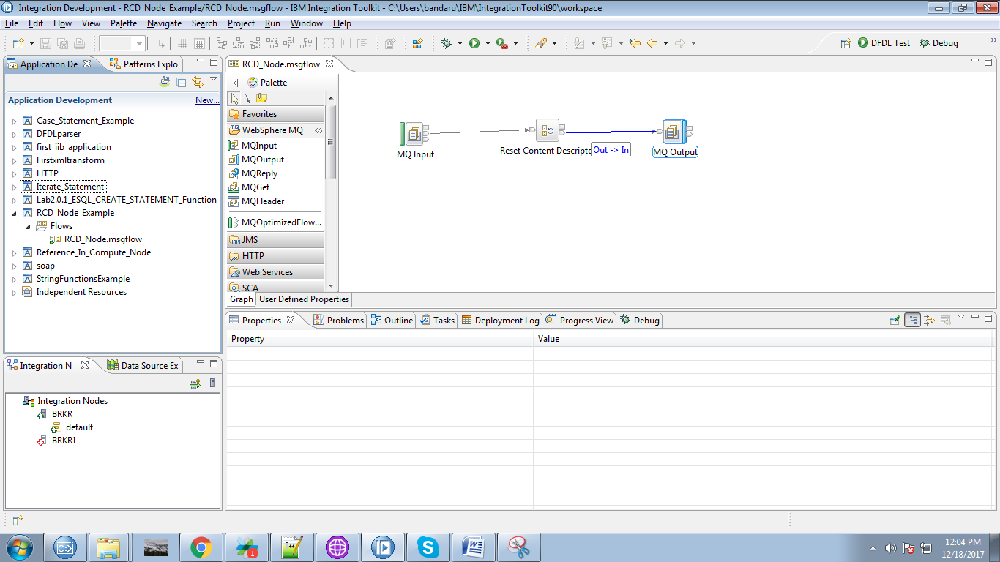 Integration Development - RCD_Node_Example/RCD_Node.msgflow - IBM Integration Toolkit - C:\Users\bandaru\IBM\IntegrationToolkit90\workspace
File Edit Flow View Palette Navigate Search Project Run Window Help
DFDL Test Debug
Application De Patterns Explo
Application Development New...
Case_Statement_Example
DFDLparser
first_iib_application
Firstxmltransform
HTTP
Iterate_Statement
Lab2.0.1_ESQL_CREATE_STATEMENT_Function
RCD_Node_Example
Flows
RCD_Node.msgflow
Reference_In_Compute_Node
soap
StringFunctionsExample
Independent Resources
RCD_Node.msgflow
Palette
Favorites
WebSphere MQ
MQInput
MQOutput
MQReply
MQGet
MQHeader
MQOptimizedFlow...
JMS
HTTP
Web Services
SCA
MQ Input
Reset Content Descripto
Out -> In
MQ Output
Graph User Defined Properties
Properties Problems Outline Tasks Deployment Log Progress View Debug
Property Value
Integration N Data Source Ex
Integration Nodes
BRKR
default
BRKR1
C:\>
n++
1
12:04 PM
12/18/2017